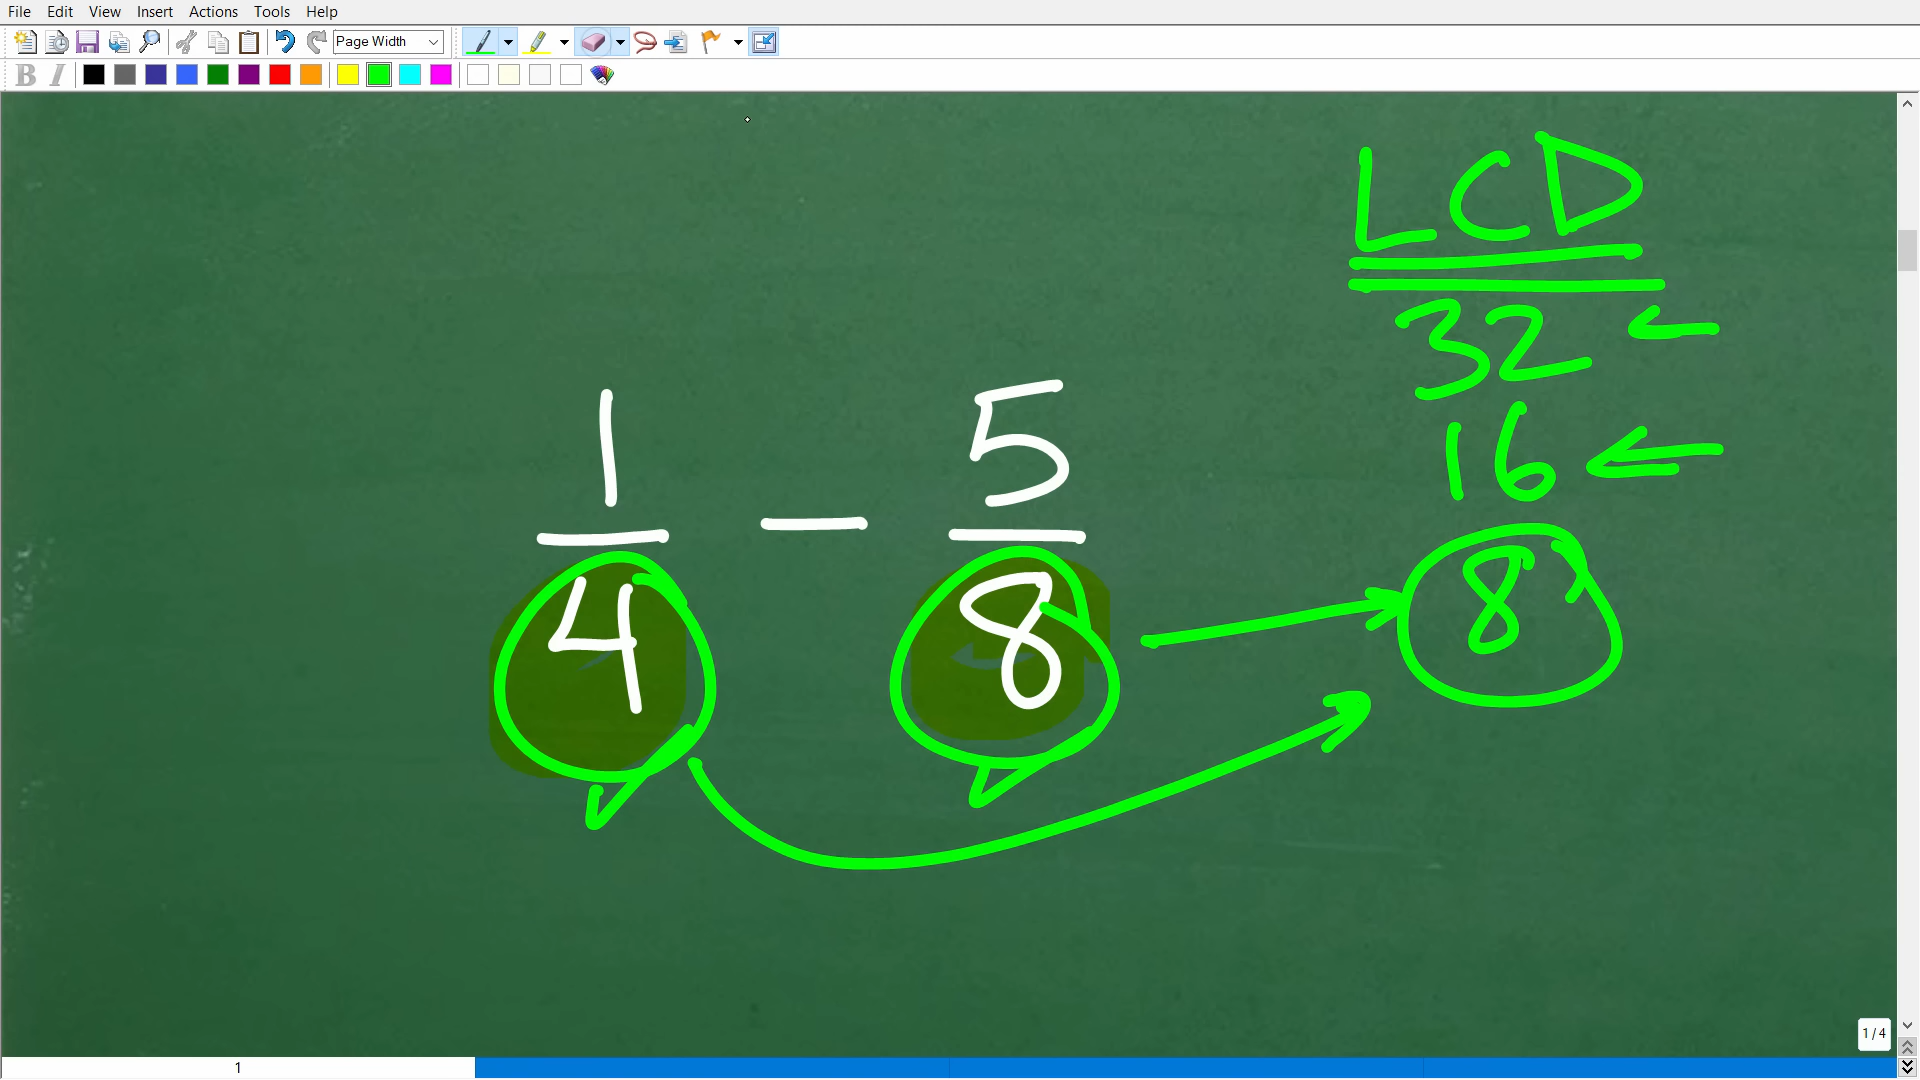 File Edit View Insert Actions Tools Help
Page Width
B I
LCD
32
16
8
1/4 - 5/8
1 / 4
1